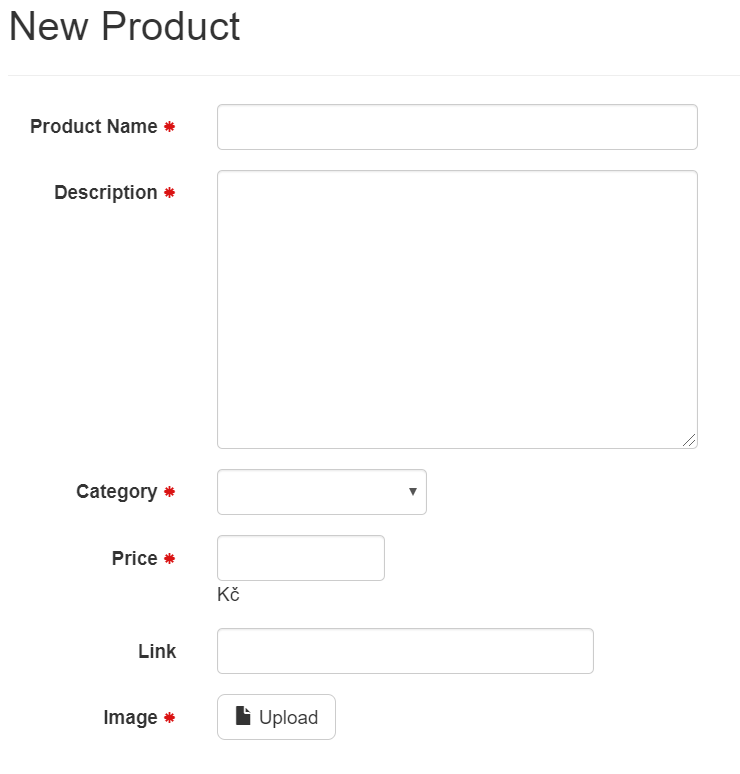 New Product
Product Name *
Description *
Category *
Price *
Kč
Link
Image *
Upload